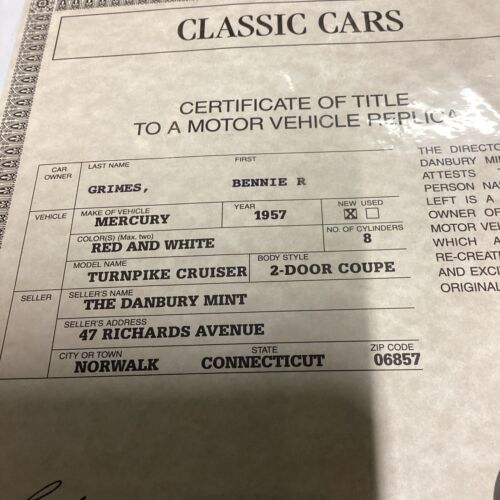 CLASSIC CARS
CERTIFICATE OF TITLE
TO A MOTOR VEHICLE REPLICA
CAR OWNER
LAST NAME FIRST
GRIMES, BENNIE R
VEHICLE
MAKE OF VEHICLE YEAR NEW USED
MERCURY 1957 X
COLOR(S) (Max. two) NO. OF CYLINDERS
RED AND WHITE 8
MODEL NAME BODY STYLE
TURNPIKE CRUISER 2-DOOR COUPE
SELLER
SELLER'S NAME
THE DANBURY MINT
SELLER'S ADDRESS
47 RICHARDS AVENUE
CITY OR TOWN STATE ZIP CODE
NORWALK CONNECTICUT 06857
THE DIRECTO
DANBURY MI
ATTESTS
PERSON NA
LEFT IS A
OWNER OF
MOTOR VEH
WHICH A
RE-CREAT
AND EXCL
ORIGINAL